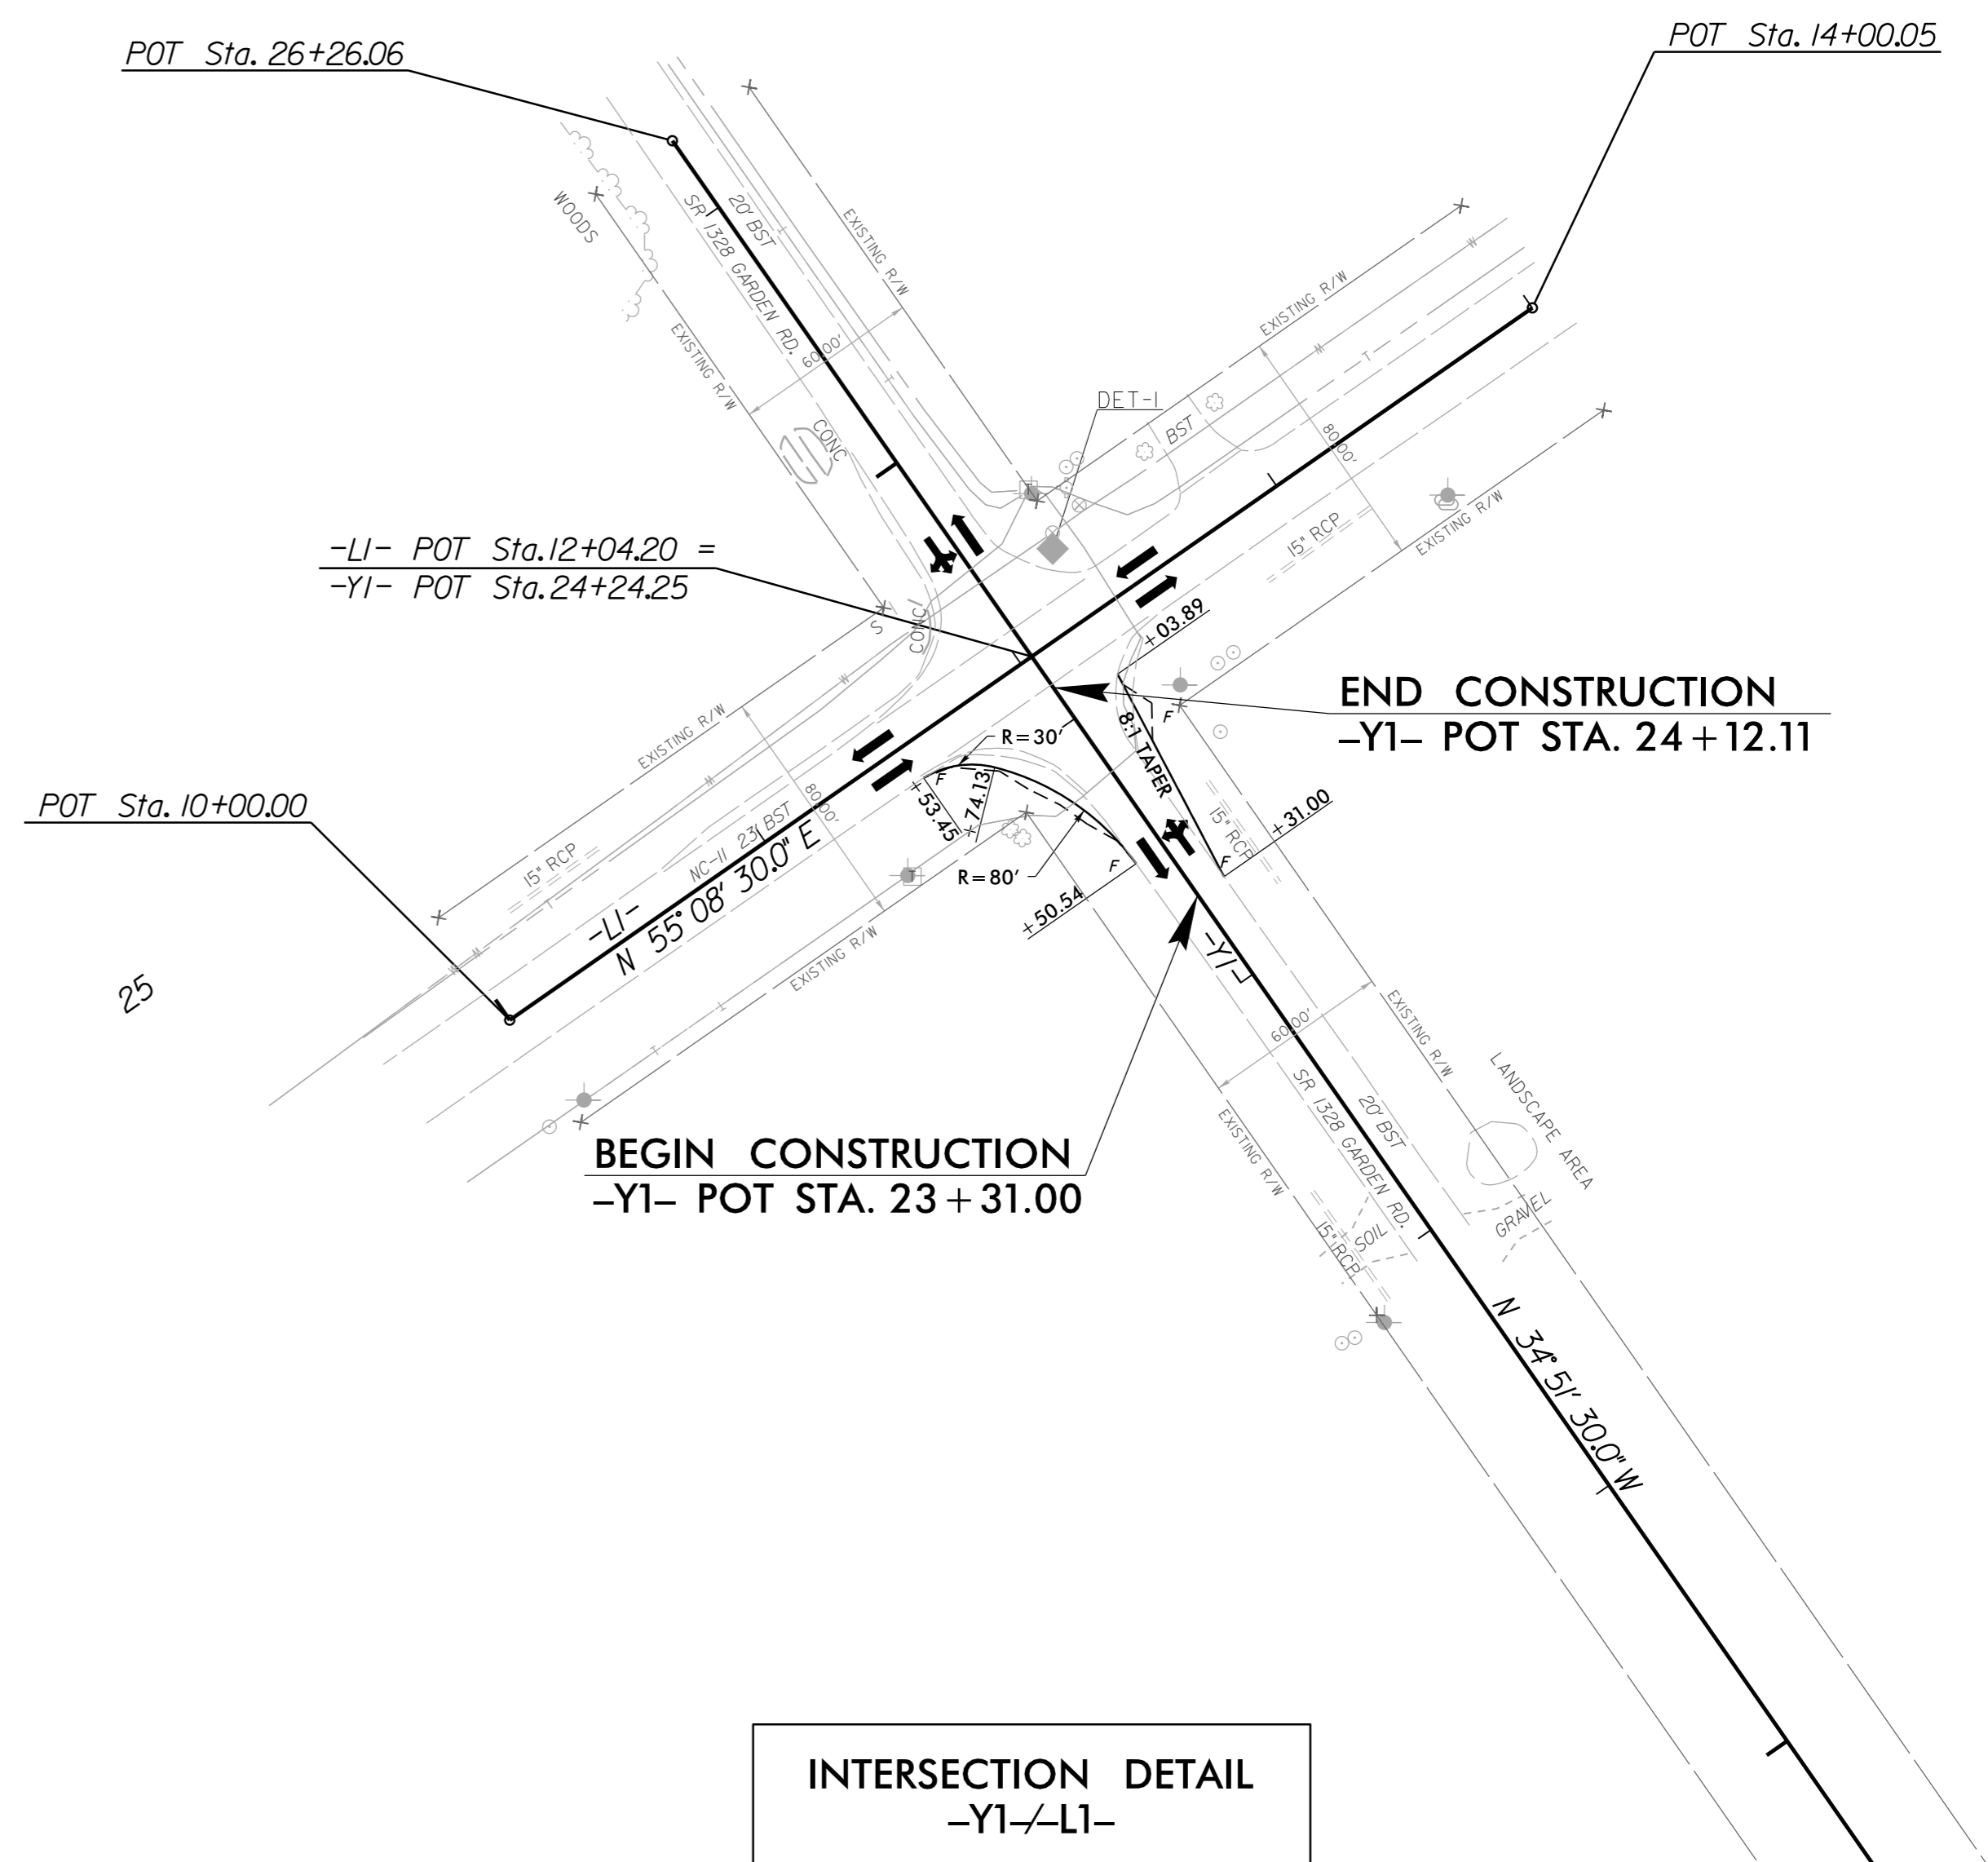 POT Sta. 26+26.06
POT Sta. 14+00.05
WOODS
SR 1328 GARDEN RD.
20' BST
EXISTING R/W
EXISTING R/W
60.00'
CONC
EXISTING R/W
DET-1
BST
80.00'
15" RCP
EXISTING R/W
-L1- POT Sta. 12+04.20 =
-Y1- POT Sta. 24+24.25
S
CONC
T
+03.89
END CONSTRUCTION
-Y1- POT STA. 24+12.11
8:1 TAPER
F
R=30'
F
+53.45
+74.13
R=80'
F
+50.54
15" RCP
F
+31.00
EXISTING R/W
80.00'
POT Sta. 10+00.00
15" RCP
NC-11 23' BST
-L1-
N 55° 08' 30.0" E
T
EXISTING R/W
25
-Y1-
60.00'
EXISTING R/W
BEGIN CONSTRUCTION
-Y1- POT STA. 23+31.00
EXISTING R/W
SR 1328 GARDEN RD.
20' BST
LANDSCAPE AREA
GRAVEL
SOIL
15" RCP
N 34° 51' 30.0" W
INTERSECTION DETAIL
-Y1-/-L1-